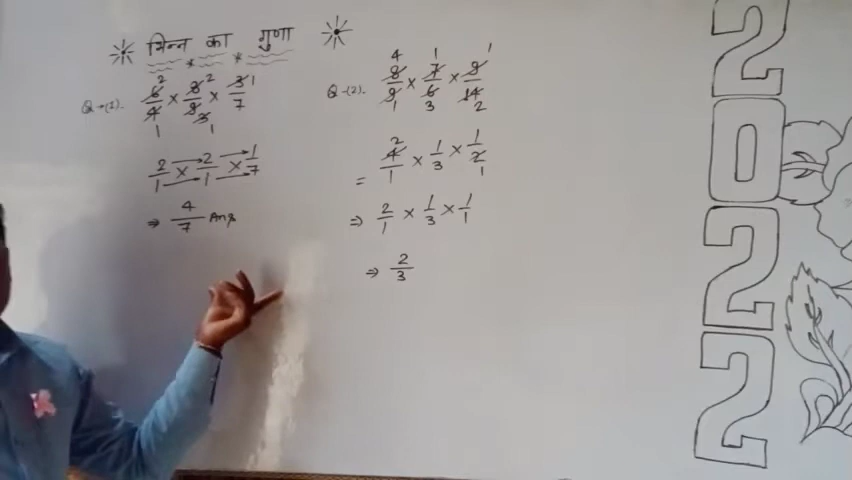 भिन्न का गुणा
Q→(1). 6/4 × 8/9 × 3/7
2/1 × 2/1 × 1/7
⇒ 4/7 Ans
Q-(2). 8/9 × 7/6 × 9/14
= 4/1 × 1/3 × 1/2
⇒ 2/1 × 1/3 × 1/1
⇒ 2/3
2022